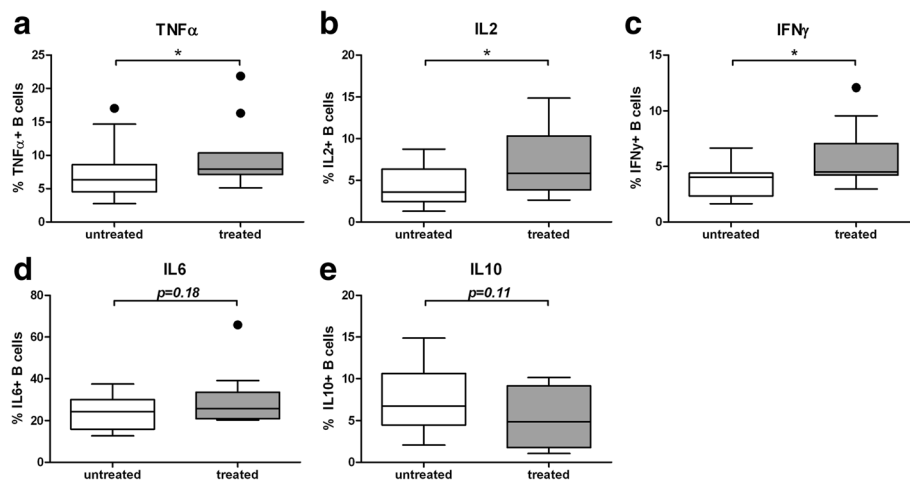 a
TNFα
25
20
15
10
5
0
% TNFα+ B cells
*
untreated
treated
b
IL2
20
15
10
5
0
% IL2+ B cells
*
untreated
treated
c
IFNγ
15
10
5
0
% IFNγ+ B cells
*
untreated
treated
d
IL6
80
60
40
20
0
% IL6+ B cells
p=0.18
untreated
treated
e
IL10
20
15
10
5
0
% IL10+ B cells
p=0.11
untreated
treated